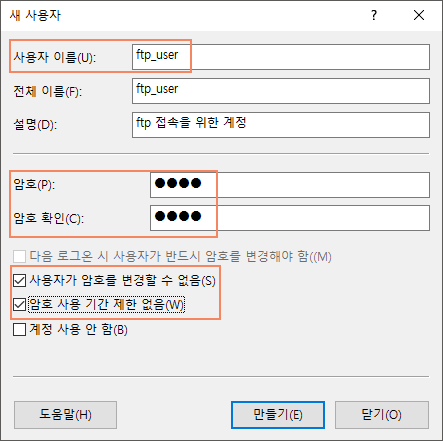 새 사용자
사용자 이름(U): ftp_user
전체 이름(F): ftp_user
설명(D): ftp 접속을 위한 계정
암호(P): ●●●●
암호 확인(C): ●●●●
다음 로그온 시 사용자가 반드시 암호를 변경해야 함((M)
사용자가 암호를 변경할 수 없음(S)
암호 사용 기간 제한 없음(W)
계정 사용 안 함(B)
도움말(H) 만들기(E) 닫기(O)